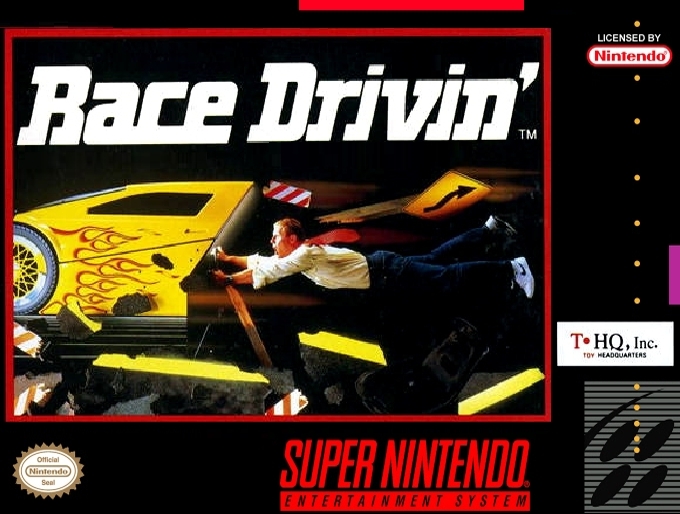 LICENSED BY
Nintendo®
Race Drivin'™
T•HQ, Inc.
TOY HEADQUARTERS
Official
Nintendo
Seal
SUPER NINTENDO®
ENTERTAINMENT SYSTEM